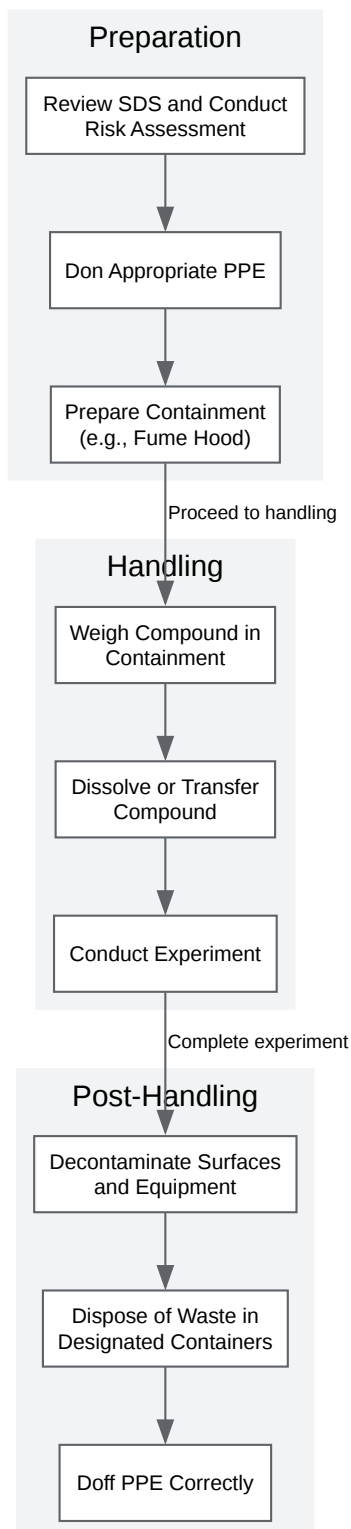 Preparation
Review SDS and Conduct
Risk Assessment
Don Appropriate PPE
Prepare Containment
(e.g., Fume Hood)
Proceed to handling
Handling
Weigh Compound in
Containment
Dissolve or Transfer
Compound
Conduct Experiment
Complete experiment
Post-Handling
Decontaminate Surfaces
and Equipment
Dispose of Waste in
Designated Containers
Doff PPE Correctly